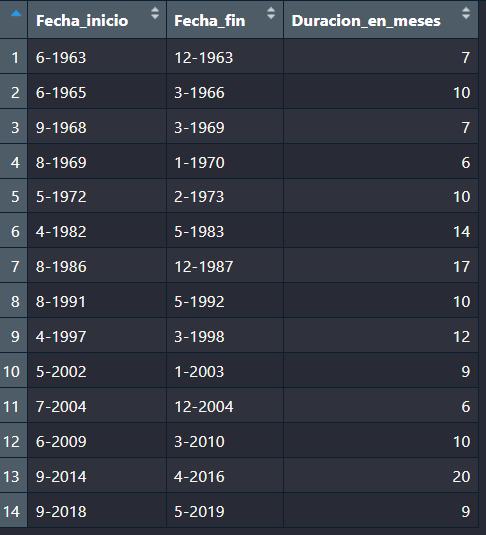 Fecha_inicio Fecha_fin Duracion_en_meses
1 6-1963 12-1963 7
2 6-1965 3-1966 10
3 9-1968 3-1969 7
4 8-1969 1-1970 6
5 5-1972 2-1973 10
6 4-1982 5-1983 14
7 8-1986 12-1987 17
8 8-1991 5-1992 10
9 4-1997 3-1998 12
10 5-2002 1-2003 9
11 7-2004 12-2004 6
12 6-2009 3-2010 10
13 9-2014 4-2016 20
14 9-2018 5-2019 9